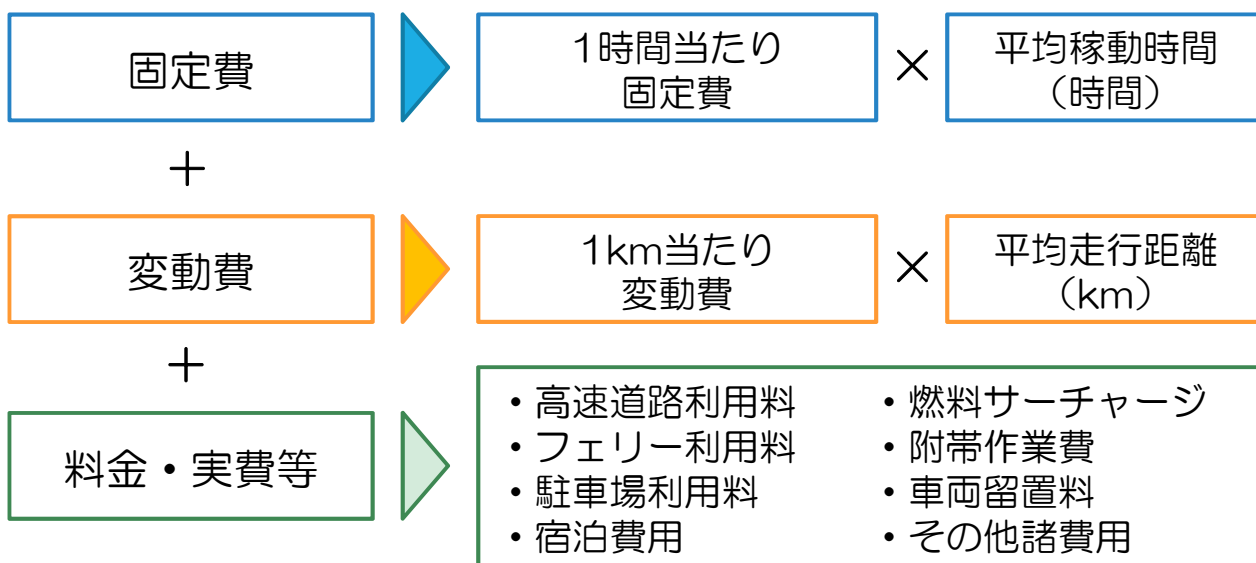 固定費
1時間当たり
固定費
×
平均稼動時間
(時間)
+
変動費
1km当たり
変動費
×
平均走行距離
(km)
+
料金・実費等
・高速道路利用料
・フェリー利用料
・駐車場利用料
・宿泊費用
・燃料サーチャージ
・附帯作業費
・車両留置料
・その他諸費用